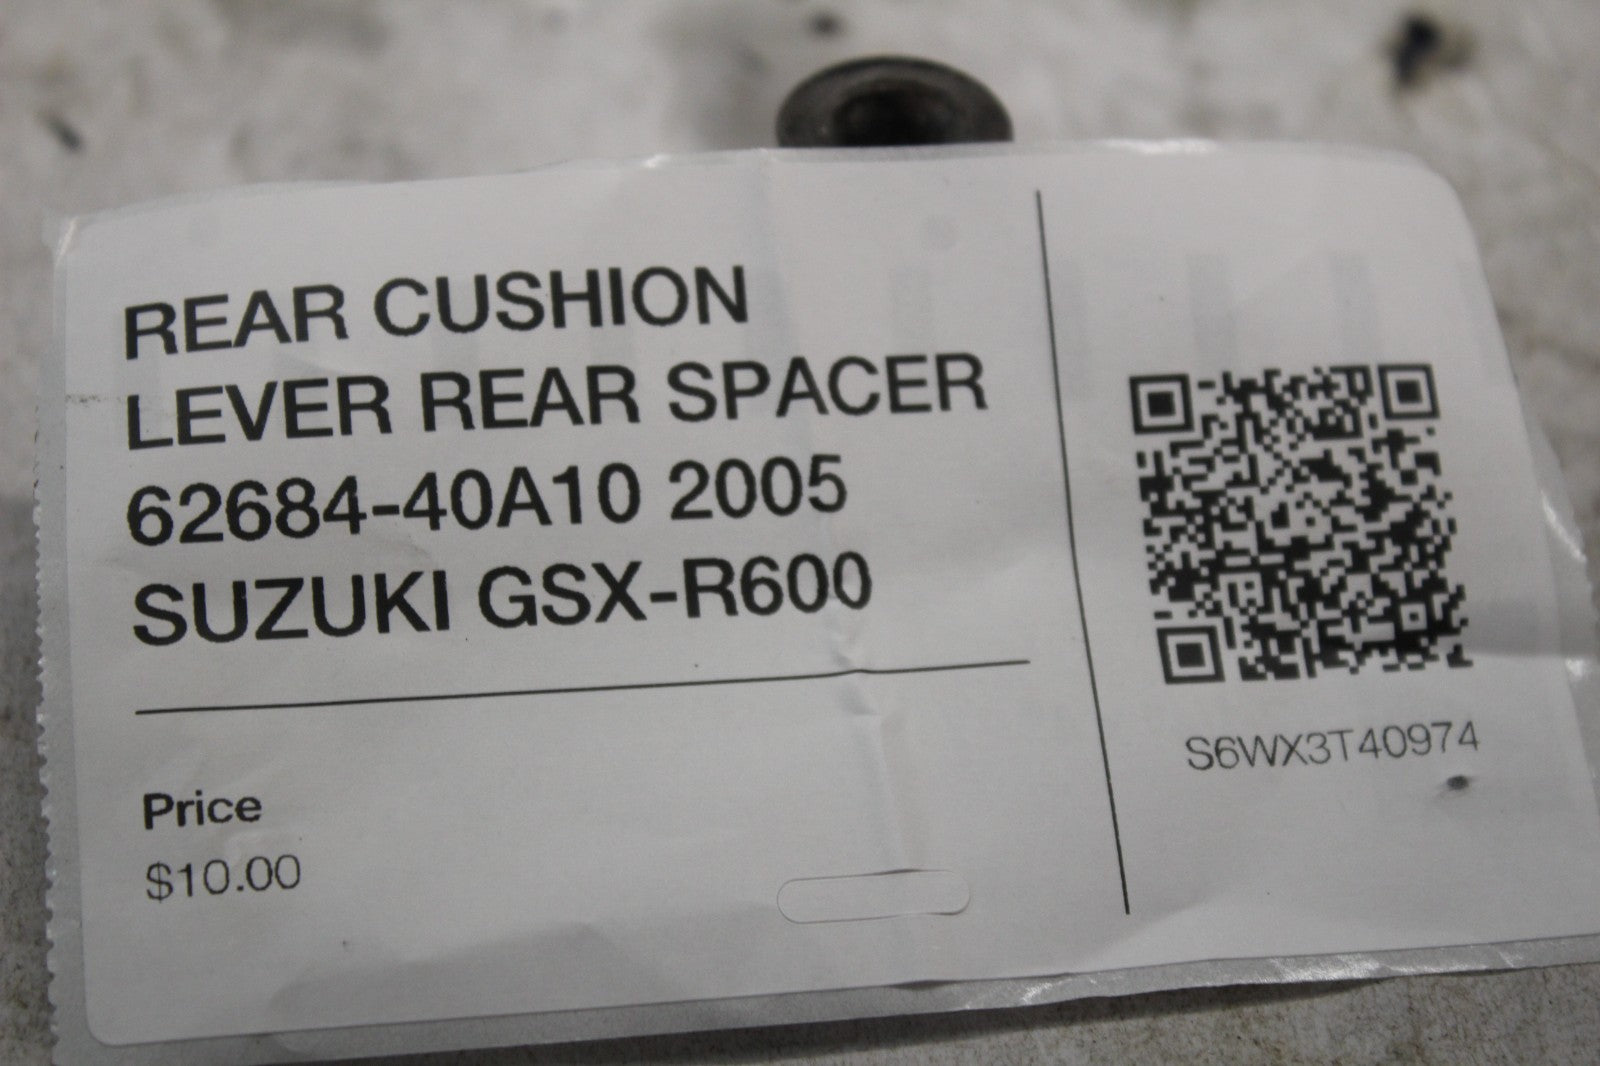 REAR CUSHION
LEVER REAR SPACER
62684-40A10 2005
SUZUKI GSX-R600
Price
$10.00
S6WX3T40974